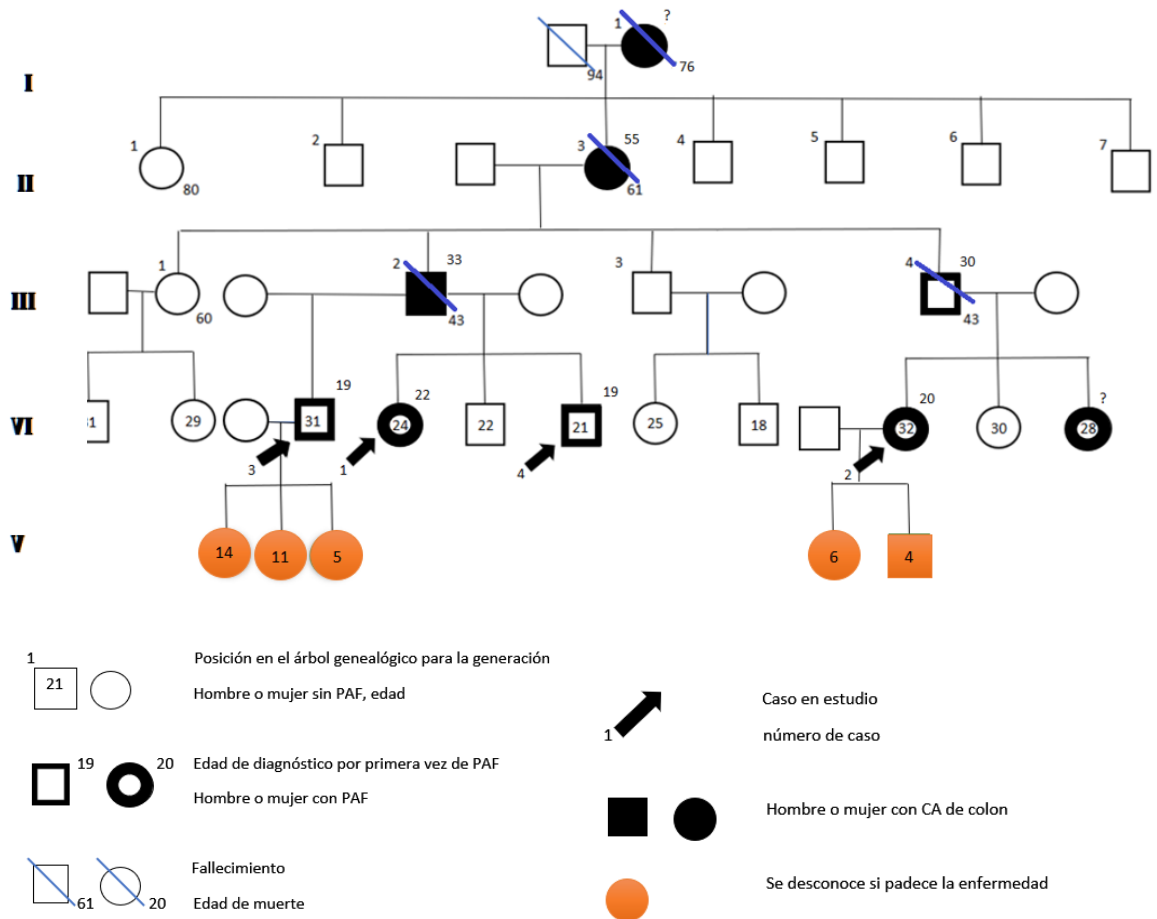 1 ?
94 76
I
1 2 3 55 4 5 6 7
80 61
II
1 2 33 3 4 30
60 43 43
III
19 22 19 20 ?
31 29 31 24 22 21 25 18 32 30 28
VI
3 1 4 2
14 11 5 6 4
V
1
21
Posición en el árbol genealógico para la generación
Hombre o mujer sin PAF, edad
19 20 Edad de diagnóstico por primera vez de PAF
Hombre o mujer con PAF
61 20
Fallecimiento
Edad de muerte
1
Caso en estudio
número de caso
Hombre o mujer con CA de colon
Se desconoce si padece la enfermedad